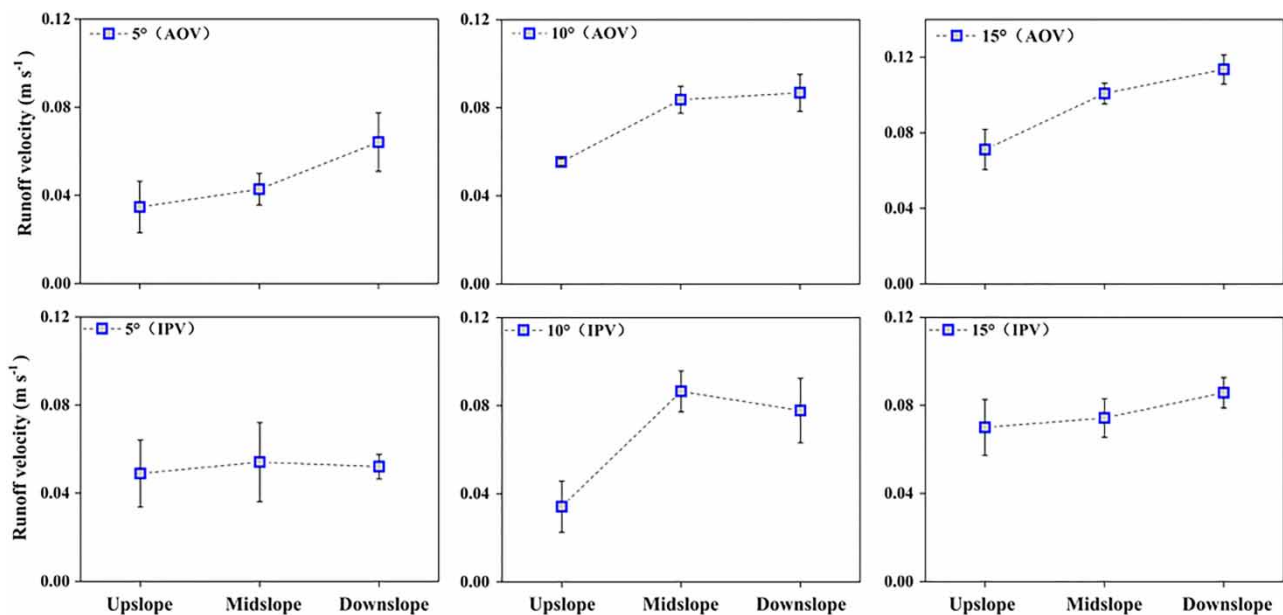 0.12
0.08
0.04
0.00
Runoff velocity (m s⁻¹)
5°（AOV）
0.12
0.08
0.04
0.00
10°（AOV）
0.12
0.08
0.04
0.00
15°（AOV）
0.12
0.08
0.04
0.00
Runoff velocity (m s⁻¹)
5°（IPV）
Upslope Midslope Downslope
0.12
0.08
0.04
0.00
10°（IPV）
Upslope Midslope Downslope
0.12
0.08
0.04
0.00
15°（IPV）
Upslope Midslope Downslope